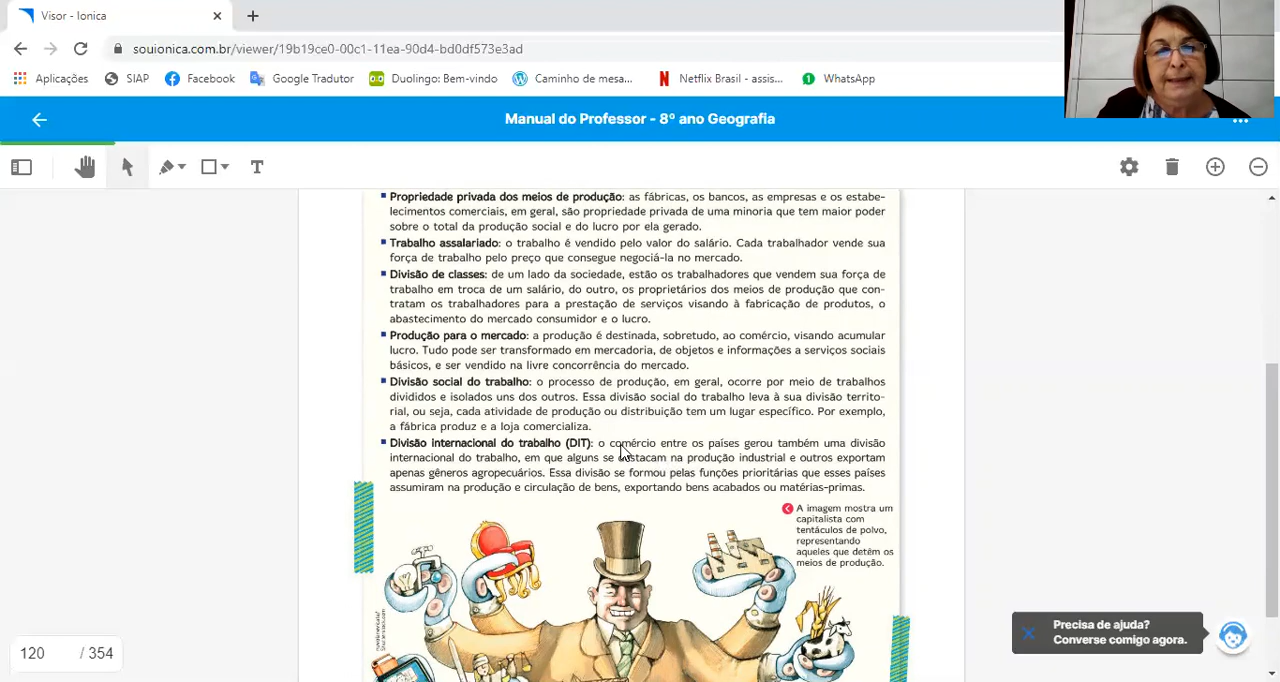 Visor - Ionica
souionica.com.br/viewer/19b19ce0-00c1-11ea-90d4-bd0df573e3ad
Aplicações SIAP Facebook Google Tradutor Duolingo: Bem-vindo Caminho de mesa... Netflix Brasil - assis... WhatsApp
Manual do Professor - 8º ano Geografia
T
Propriedade privada dos meios de produção: as fábricas, os bancos, as empresas e os estabe-
lecimentos comerciais, em geral, são propriedade privada de uma minoria que tem maior poder
sobre o total da produção social e do lucro por ela gerado.
Trabalho assalariado: o trabalho é vendido pelo valor do salário. Cada trabalhador vende sua
força de trabalho pelo preço que consegue negociá-la no mercado.
Divisão de classes: de um lado da sociedade, estão os trabalhadores que vendem sua força de
trabalho em troca de um salário, do outro, os proprietários dos meios de produção que con-
tratam os trabalhadores para a prestação de serviços visando à fabricação de produtos, o
abastecimento do mercado consumidor e o lucro.
Produção para o mercado: a produção é destinada, sobretudo, ao comércio, visando acumular
lucro. Tudo pode ser transformado em mercadoria, de objetos e informações a serviços sociais
básicos, e ser vendido na livre concorrência do mercado.
Divisão social do trabalho: o processo de produção, em geral, ocorre por meio de trabalhos
divididos e isolados uns dos outros. Essa divisão social do trabalho leva à sua divisão territo-
rial, ou seja, cada atividade de produção ou distribuição tem um lugar específico. Por exemplo,
a fábrica produz e a loja comercializa.
Divisão internacional do trabalho (DIT): o comércio entre os países gerou também uma divisão
internacional do trabalho, em que alguns se destacam na produção industrial e outros exportam
apenas gêneros agropecuários. Essa divisão se formou pelas funções prioritárias que esses países
assumiram na produção e circulação de bens, exportando bens acabados ou matérias-primas.
A imagem mostra um
capitalista com
tentáculos de polvo,
representando
aqueles que detêm os
meios de produção.
120 / 354
Precisa de ajuda?
Converse comigo agora.